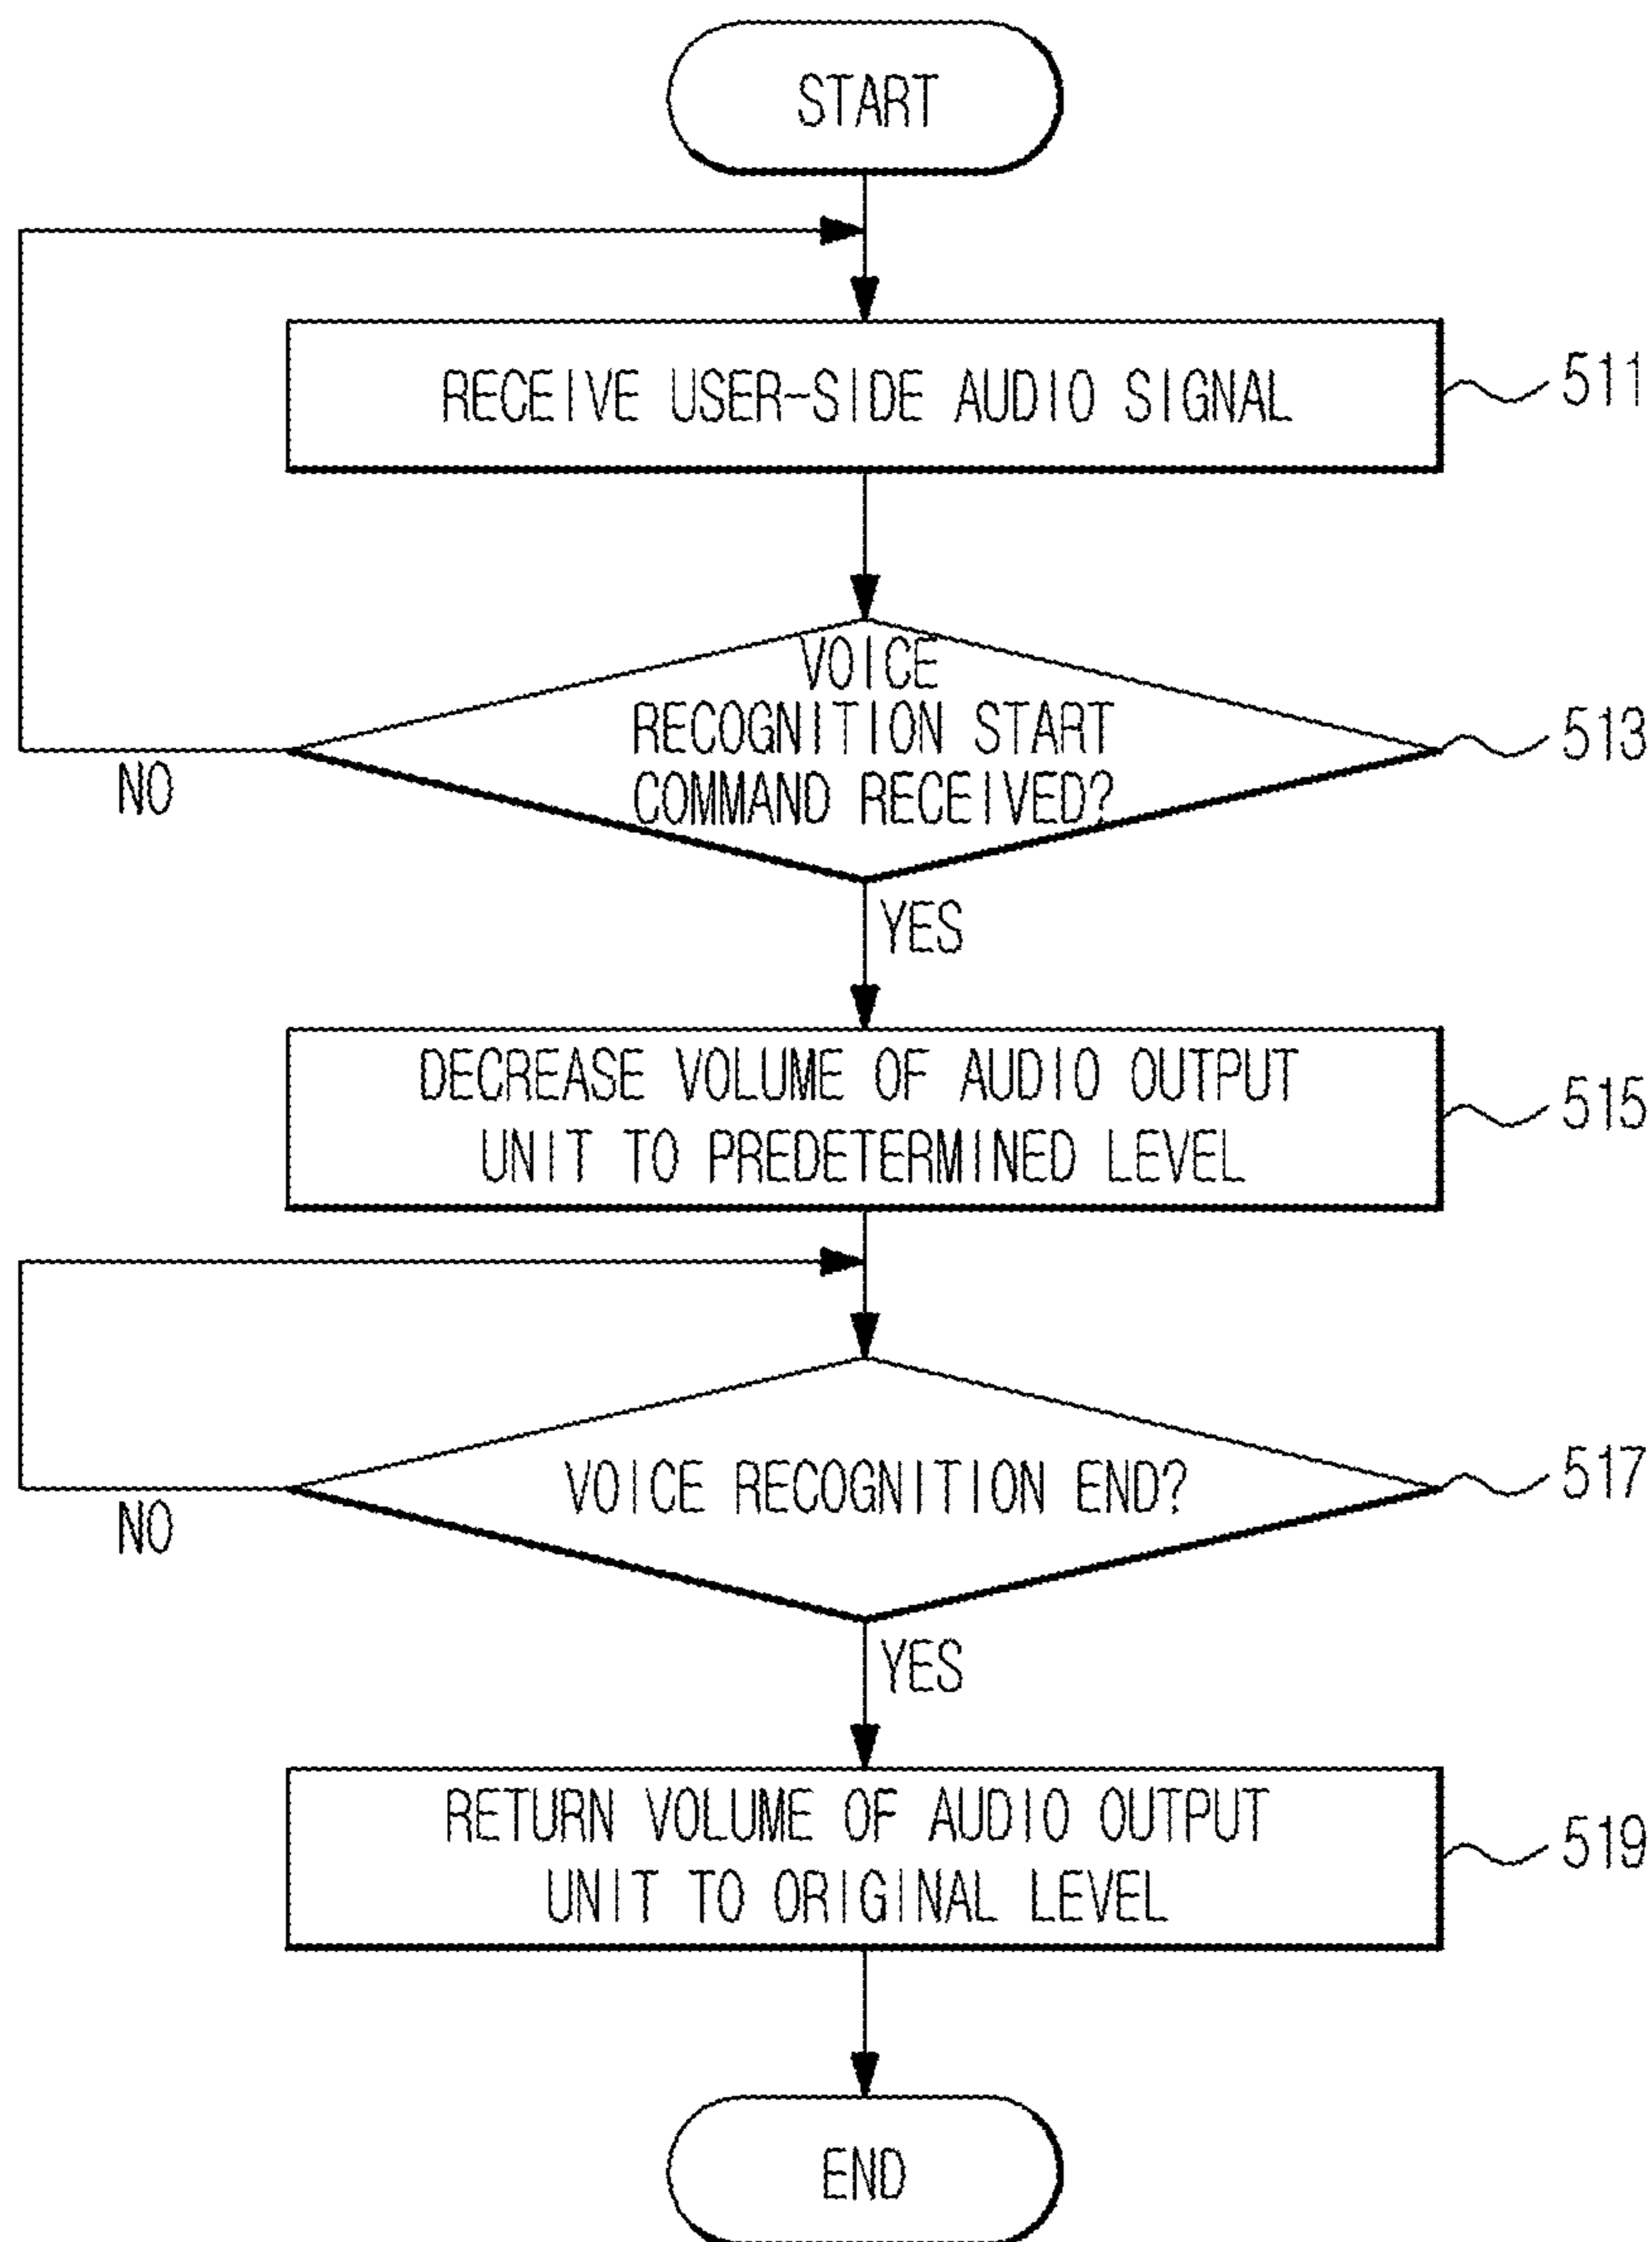 START
RECEIVE USER-SIDE AUDIO SIGNAL
511
VOICE
RECOGNITION START
COMMAND RECEIVED?
513
NO
YES
DECREASE VOLUME OF AUDIO OUTPUT
UNIT TO PREDETERMINED LEVEL
515
VOICE RECOGNITION END?
517
NO
YES
RETURN VOLUME OF AUDIO OUTPUT
UNIT TO ORIGINAL LEVEL
519
END